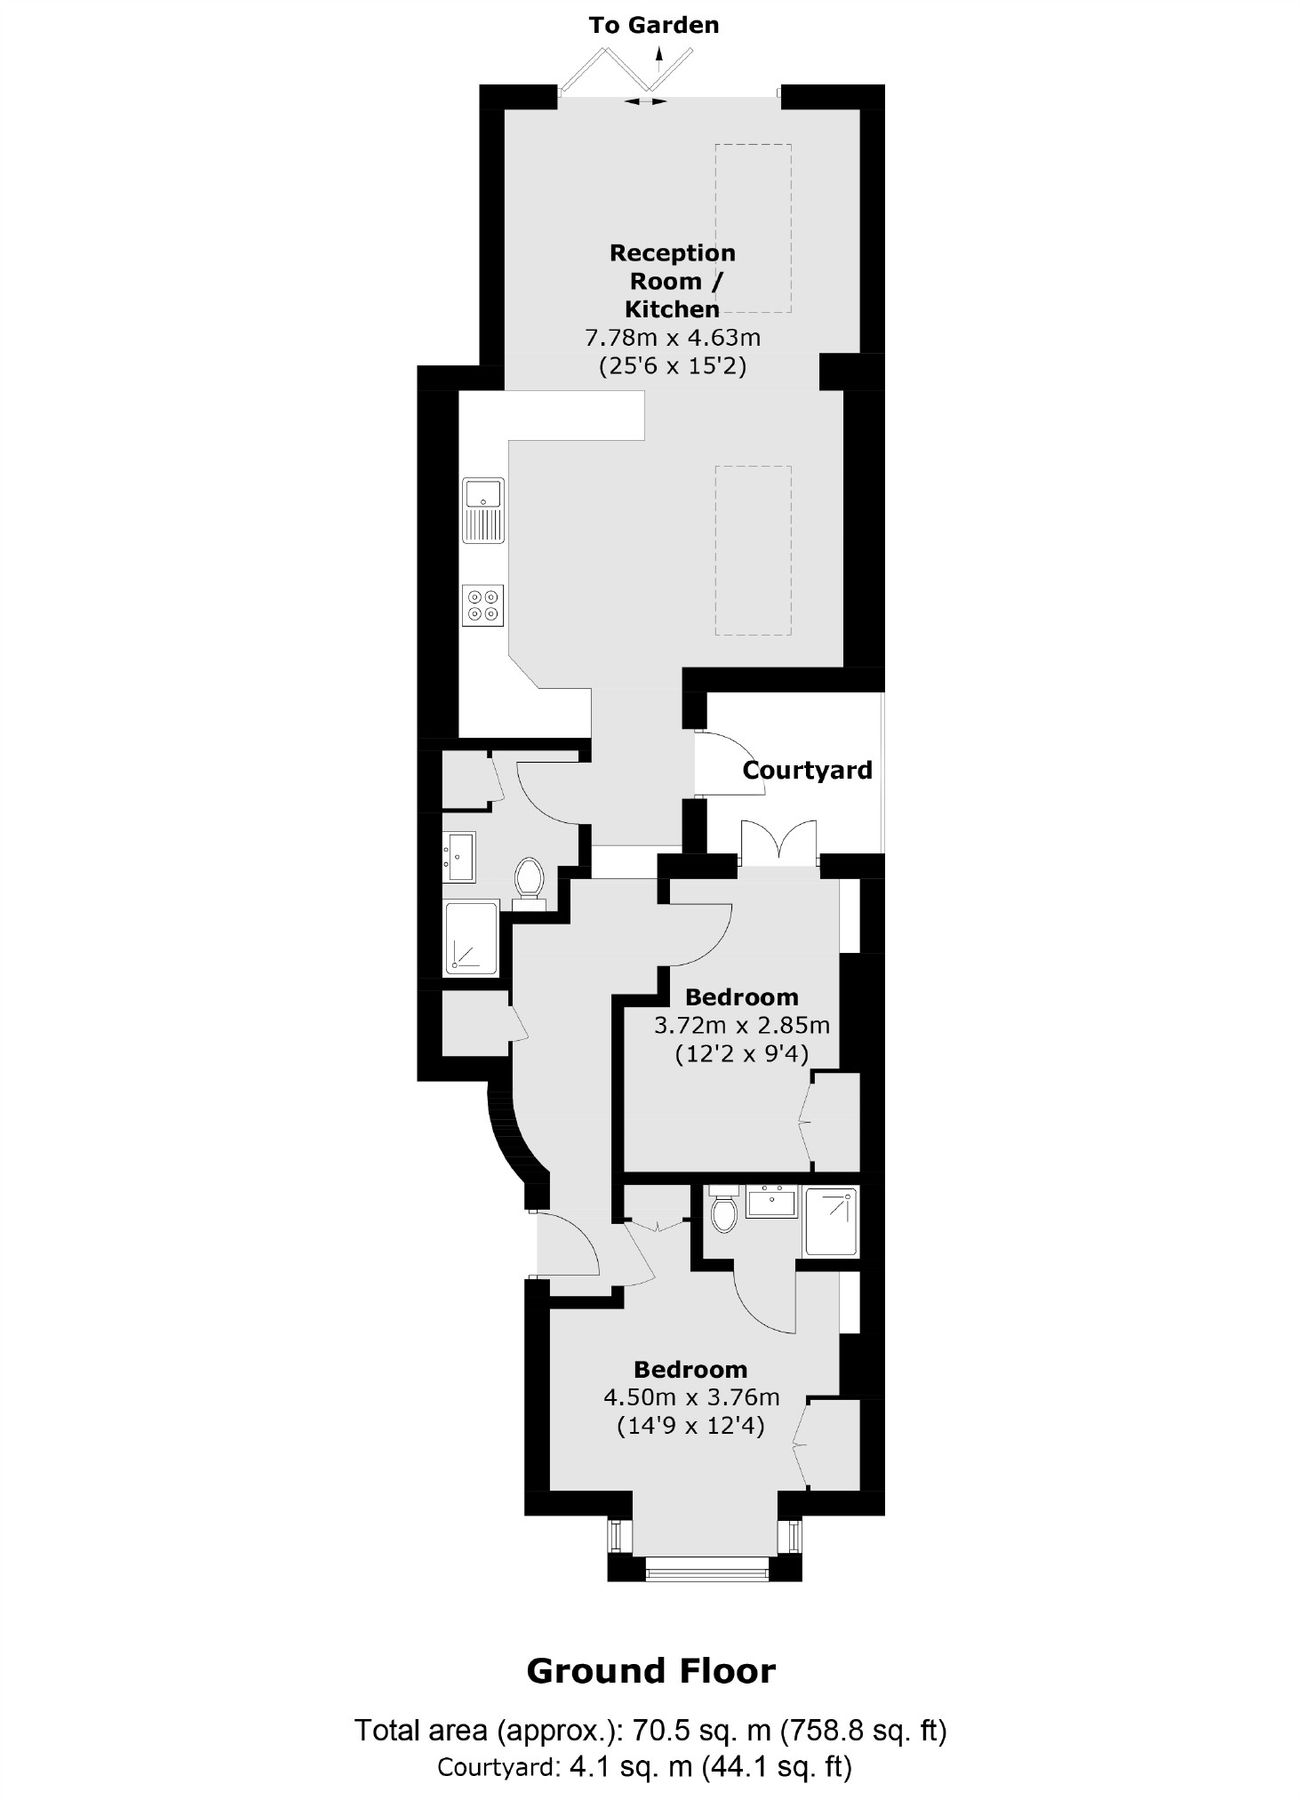 To Garden
Reception
Room /
Kitchen
7.78m x 4.63m
(25'6 x 15'2)
Courtyard
Bedroom
3.72m x 2.85m
(12'2 x 9'4)
Bedroom
4.50m x 3.76m
(14'9 x 12'4)
Ground Floor
Total area (approx.): 70.5 sq. m (758.8 sq. ft)
Courtyard: 4.1 sq. m (44.1 sq. ft)